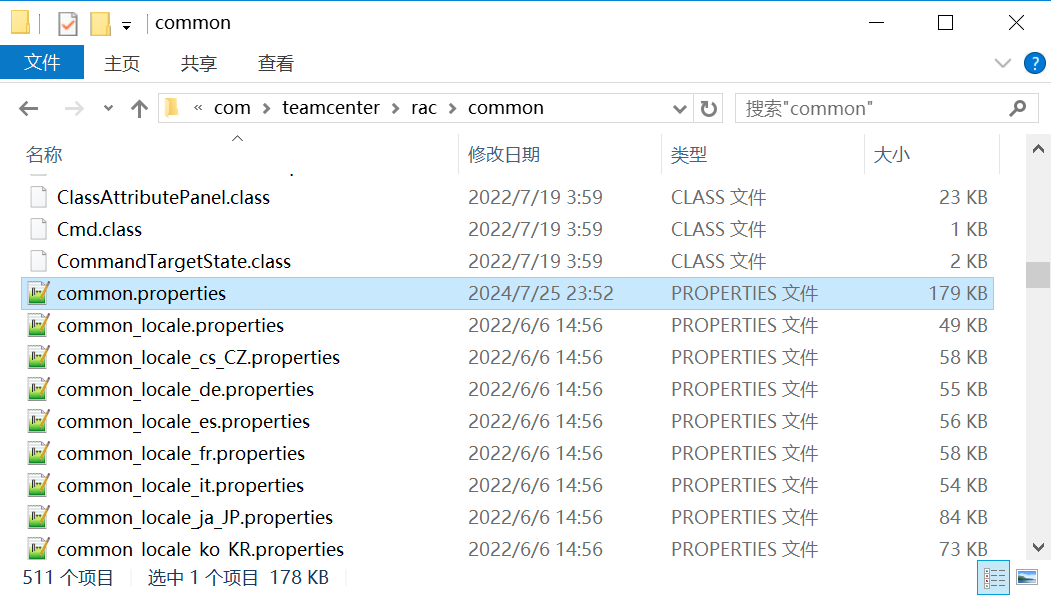 common
文件 主页 共享 查看 ?
« com > teamcenter > rac > common 搜索"common"
名称 修改日期 类型 大小
ClassAttributePanel.class 2022/7/19 3:59 CLASS 文件 23 KB
Cmd.class 2022/7/19 3:59 CLASS 文件 1 KB
CommandTargetState.class 2022/7/19 3:59 CLASS 文件 2 KB
common.properties 2024/7/25 23:52 PROPERTIES 文件 179 KB
common_locale.properties 2022/6/6 14:56 PROPERTIES 文件 49 KB
common_locale_cs_CZ.properties 2022/6/6 14:56 PROPERTIES 文件 58 KB
common_locale_de.properties 2022/6/6 14:56 PROPERTIES 文件 55 KB
common_locale_es.properties 2022/6/6 14:56 PROPERTIES 文件 56 KB
common_locale_fr.properties 2022/6/6 14:56 PROPERTIES 文件 58 KB
common_locale_it.properties 2022/6/6 14:56 PROPERTIES 文件 54 KB
common_locale_ja_JP.properties 2022/6/6 14:56 PROPERTIES 文件 84 KB
common_locale_ko_KR.properties 2022/6/6 14:56 PROPERTIES 文件 73 KB
511 个项目 选中 1 个项目 178 KB